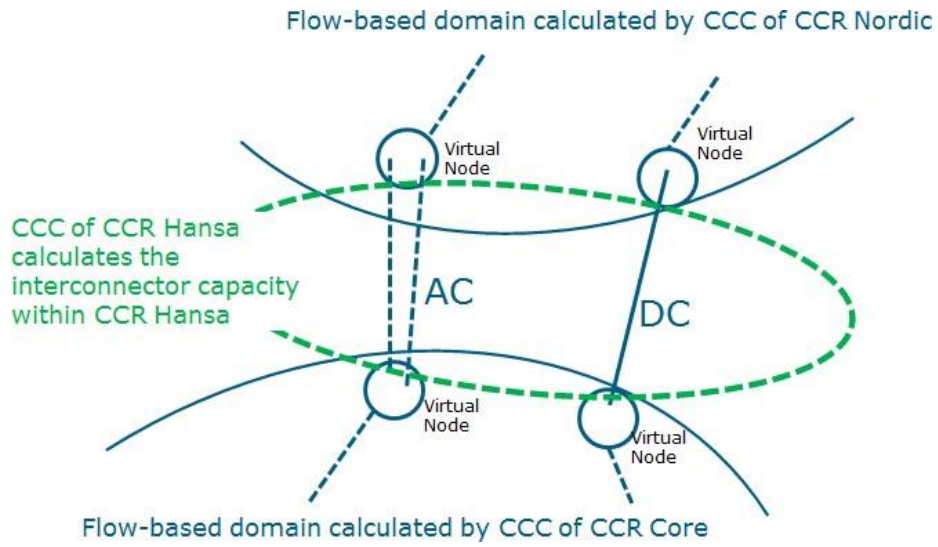 Flow-based domain calculated by CCC of CCR Nordic
Virtual
Node
Virtual
Node
CCC of CCR Hansa
calculates the
interconnector capacity
within CCR Hansa
AC
DC
Virtual
Node
Virtual
Node
Flow-based domain calculated by CCC of CCR Core